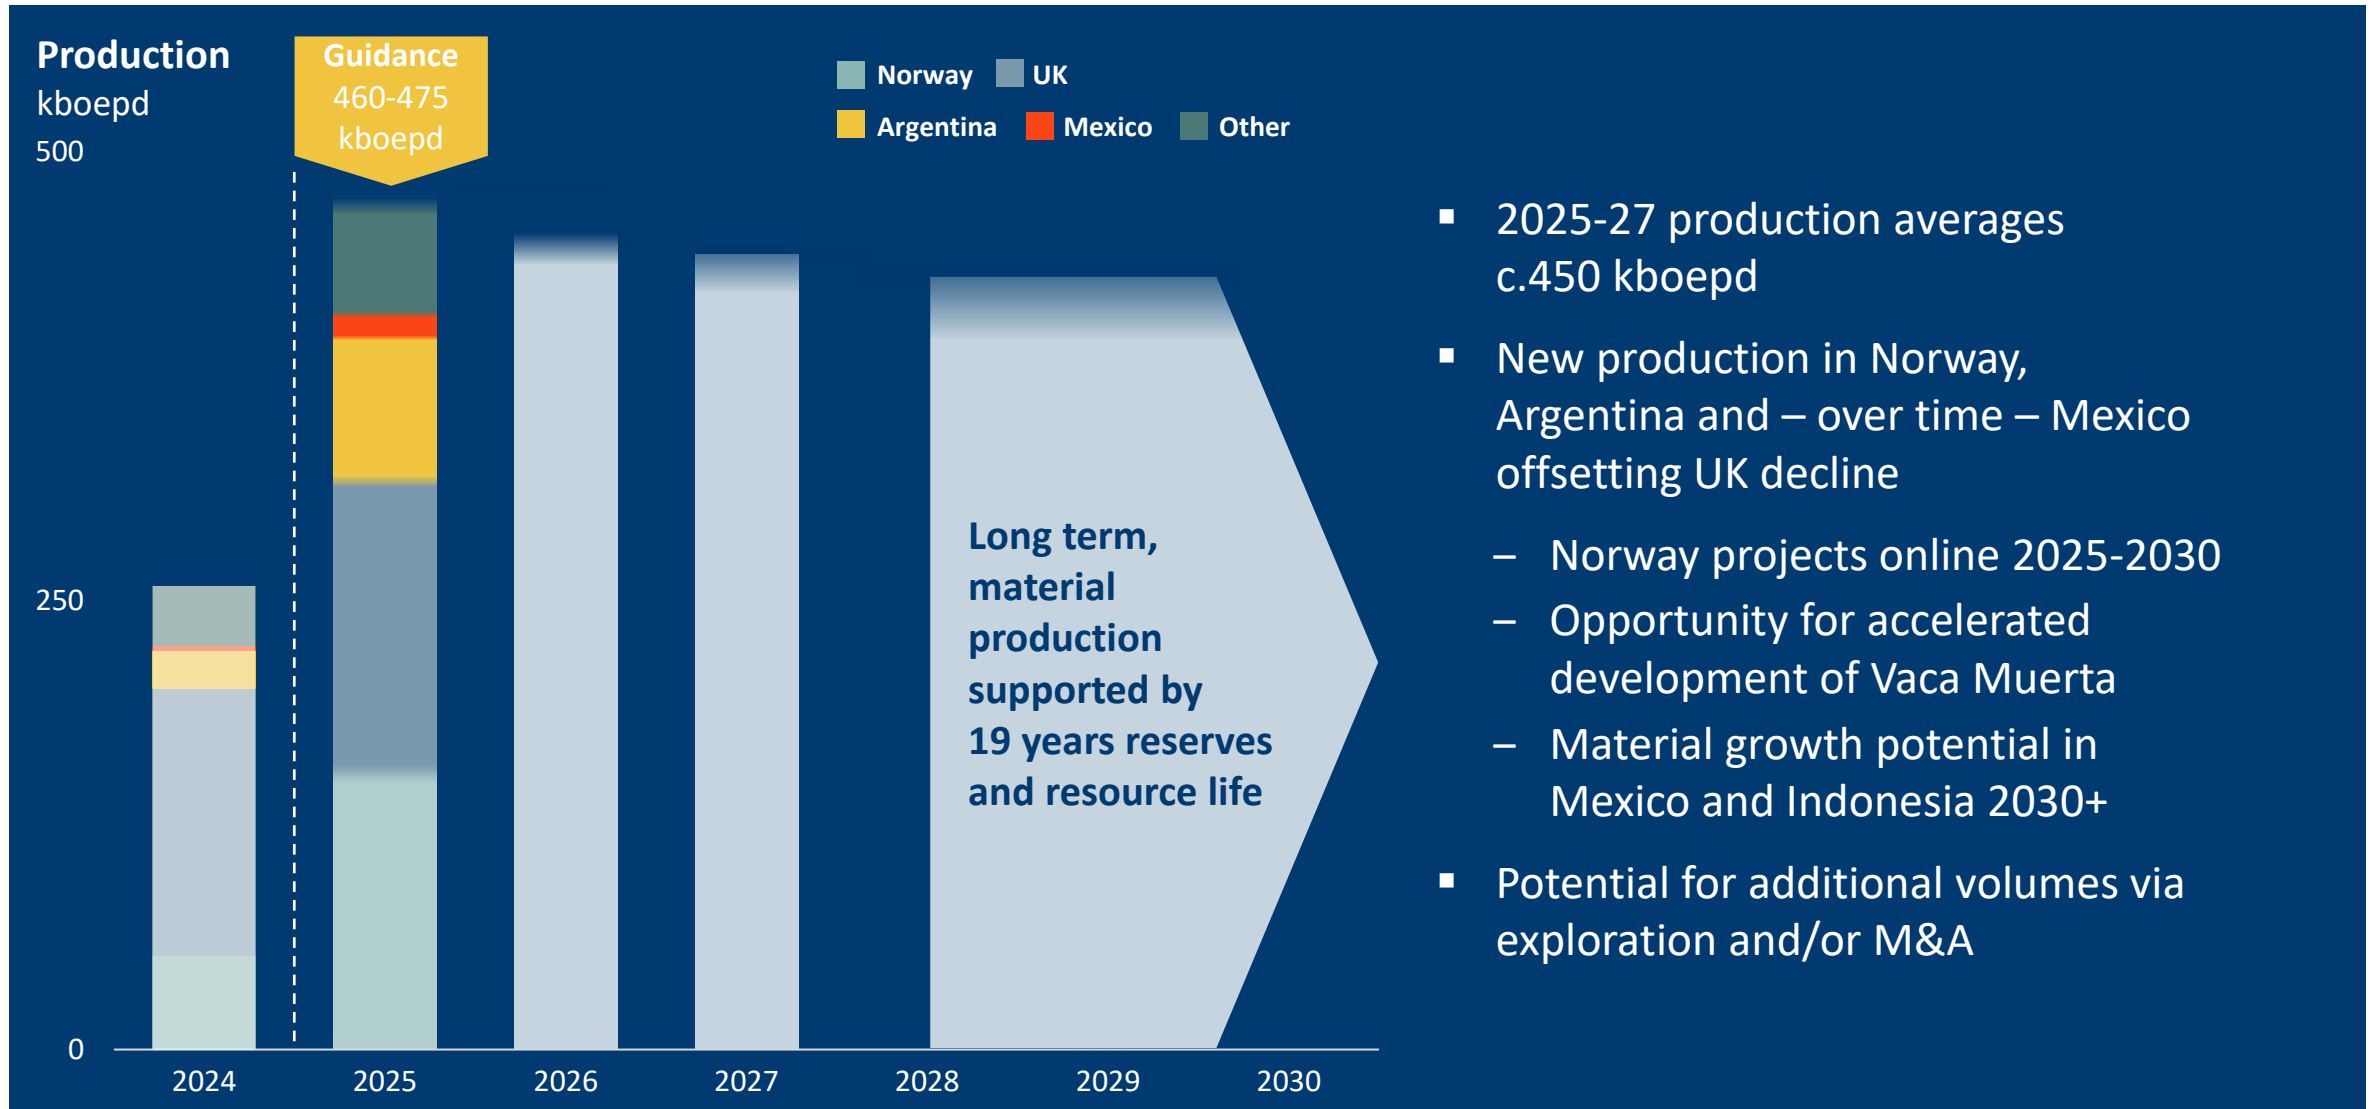 Production
kboepd
500
250
0
Guidance
460-475
kboepd
Norway
UK
Argentina
Mexico
Other
Long term,
material
production
supported by
19 years reserves
and resource life
2024
2025
2026
2027
2028
2029
2030
▪ 2025-27 production averages
c.450 kboepd
▪ New production in Norway,
Argentina and – over time – Mexico
offsetting UK decline
– Norway projects online 2025-2030
– Opportunity for accelerated
development of Vaca Muerta
– Material growth potential in
Mexico and Indonesia 2030+
▪ Potential for additional volumes via
exploration and/or M&A